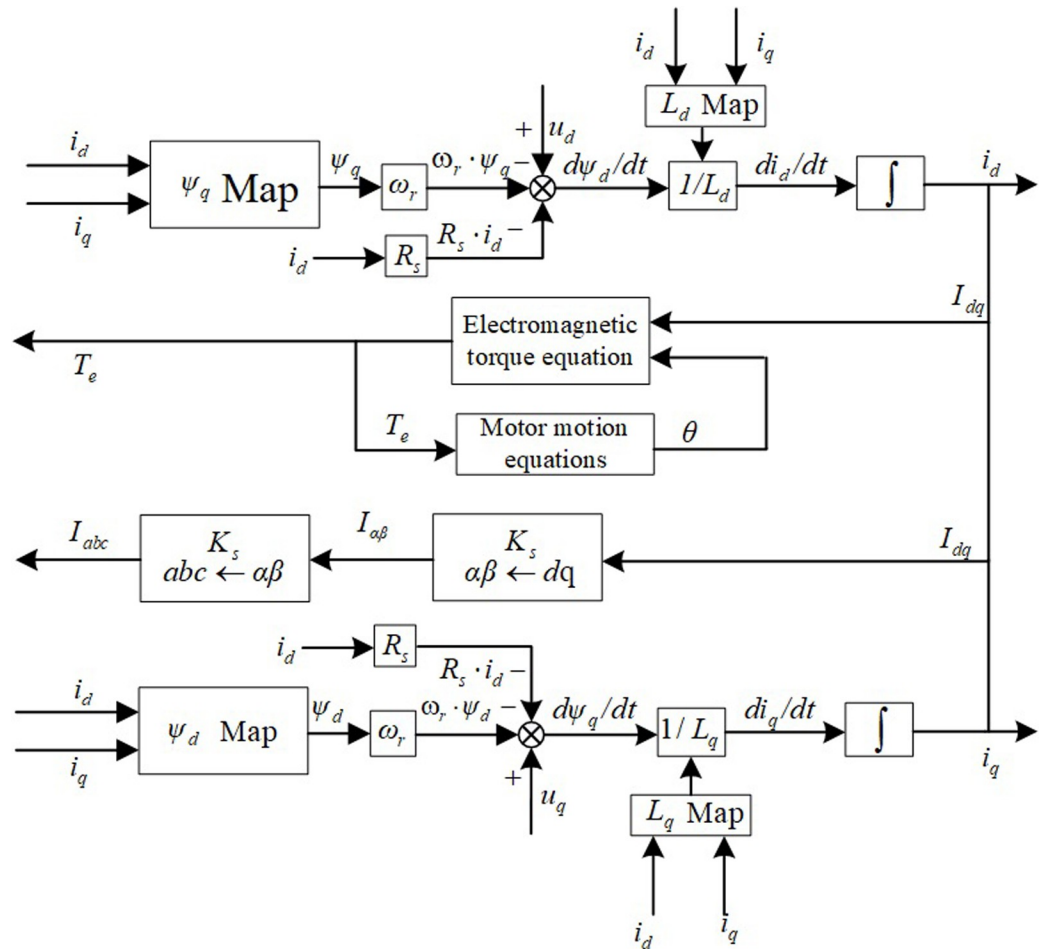 i_d i_q
L_d Map
+ u_d
i_d
i_q
ψ_q Map
ψ_q
ω_r
ω_r · ψ_q −
dψ_d/dt
1/L_d
di_d/dt
∫
i_d
i_d
R_s
R_s · i_d −
I_dq
Electromagnetic
torque equation
T_e
T_e
Motor motion
equations
θ
I_abc
K_s
abc ← αβ
I_αβ
K_s
αβ ← dq
I_dq
i_d
R_s
R_s · i_d −
i_d
i_q
ψ_d Map
ψ_d
ω_r
ω_r · ψ_d −
dψ_q/dt
1/ L_q
di_q/dt
∫
i_q
+ u_q
L_q Map
i_d i_q